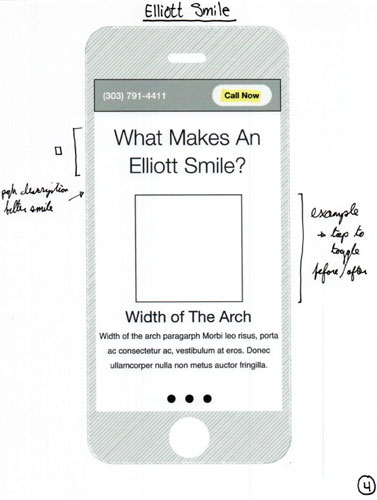 Elliott Smile
(303) 791-4411
Call Now
What Makes An
Elliott Smile?
pgh description
better smile
example
→ tap to
toggle
before/after
Width of The Arch
Width of the arch paragarph Morbi leo risus, porta
ac consectetur ac, vestibulum at eros. Donec
ullamcorper nulla non metus auctor fringilla.
4